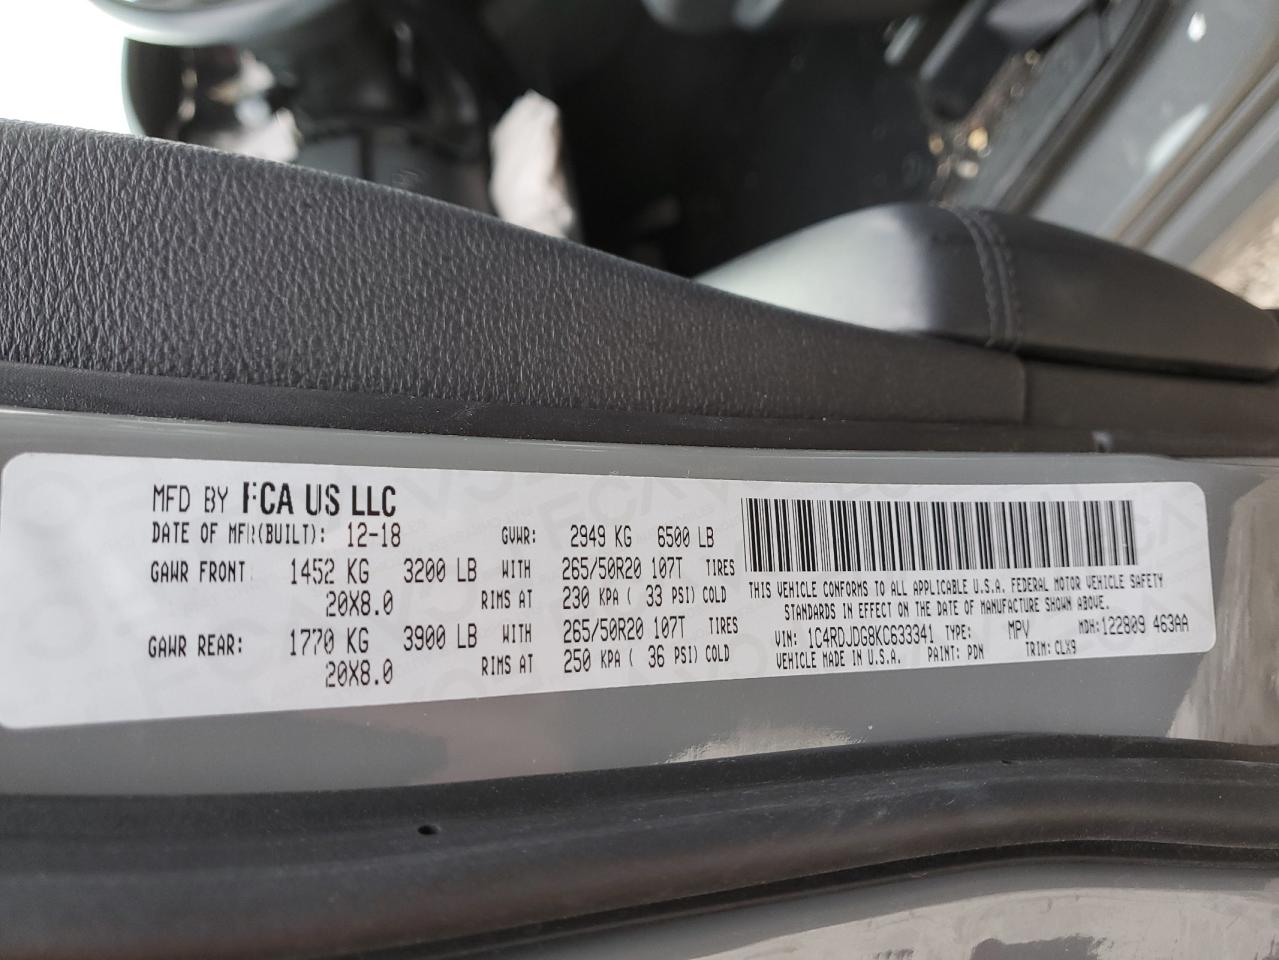 MFD BY FCA US LLC
DATE OF MFR(BUILT): 12-18 GVWR: 2949 KG 6500 LB
GAWR FRONT: 1452 KG 3200 LB WITH 265/50R20 107T TIRES
20X8.0 RIMS AT 230 KPA ( 33 PSI) COLD
GAWR REAR: 1770 KG 3900 LB WITH 265/50R20 107T TIRES
20X8.0 RIMS AT 250 KPA ( 36 PSI) COLD
THIS VEHICLE CONFORMS TO ALL APPLICABLE U.S.A. FEDERAL MOTOR VEHICLE SAFETY
STANDARDS IN EFFECT ON THE DATE OF MANUFACTURE SHOWN ABOVE.
VIN: 1C4RDJDG8KC633341 TYPE: MPV MDH: 122809 463AA
VEHICLE MADE IN U.S.A. PAINT: PDN TRIM: CLX9